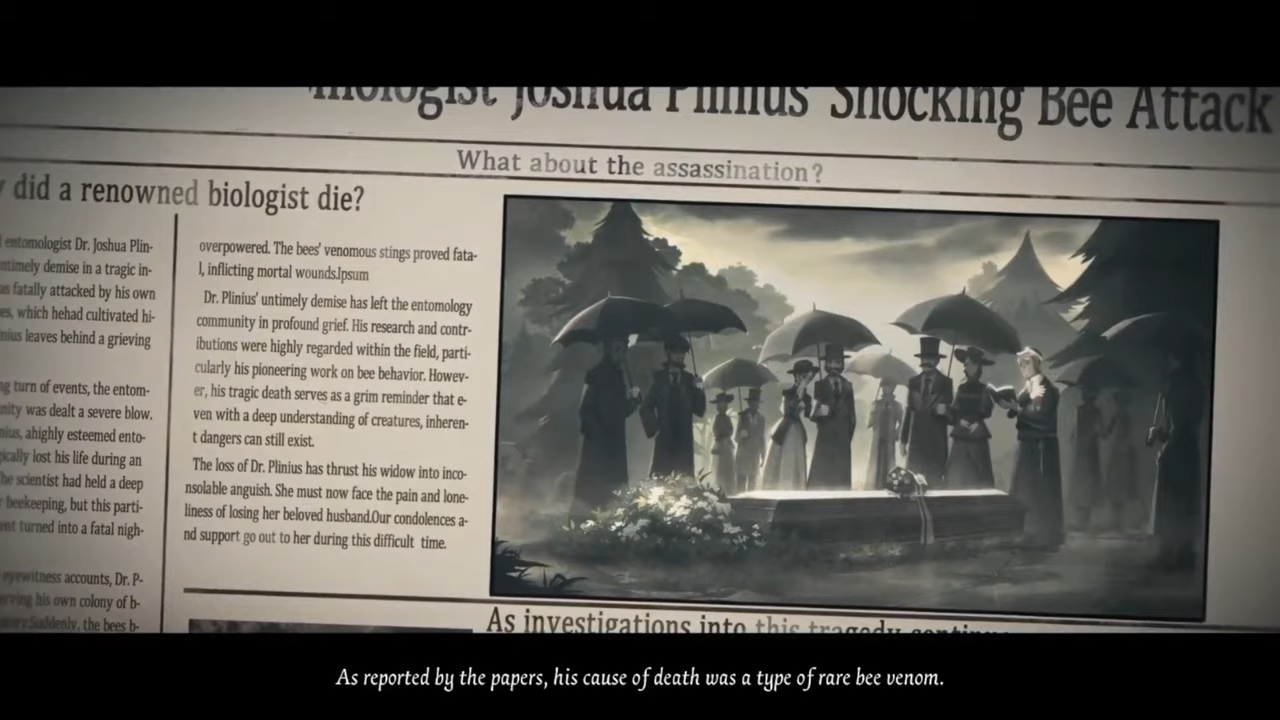 Joshua Plinius' Shocking Bee Attack
What about the assassination?
did a renowned biologist die?
entomologist Dr. Joshua Plin-
untimely demise in a tragic in-
as fatally attacked by his own
es, which hehad cultivated hi-
nius leaves behind a grieving
ng turn of events, the entom-
nity was dealt a severe blow.
nius, ahighly esteemed ento-
gically lost his life during an
he scientist had held a deep
beekeeping, but this parti-
ent turned into a fatal nigh-
eyewitness accounts, Dr. P-
erving his own colony of b-
Suddenly, the bees b-
overpowered. The bees' venomous stings proved fata-
l, inflicting mortal wounds.Ipsum
Dr. Plinius' untimely demise has left the entomology
community in profound grief. His research and contr-
ibutions were highly regarded within the field, parti-
cularly his pioneering work on bee behavior. Howev-
er, his tragic death serves as a grim reminder that e-
ven with a deep understanding of creatures, inheren-
t dangers can still exist.
The loss of Dr. Plinius has thrust his widow into inco-
nsolable anguish. She must now face the pain and lone-
liness of losing her beloved husband.Our condolences a-
nd support go out to her during this difficult time.
As investigations into this tragedy
As reported by the papers, his cause of death was a type of rare bee venom.